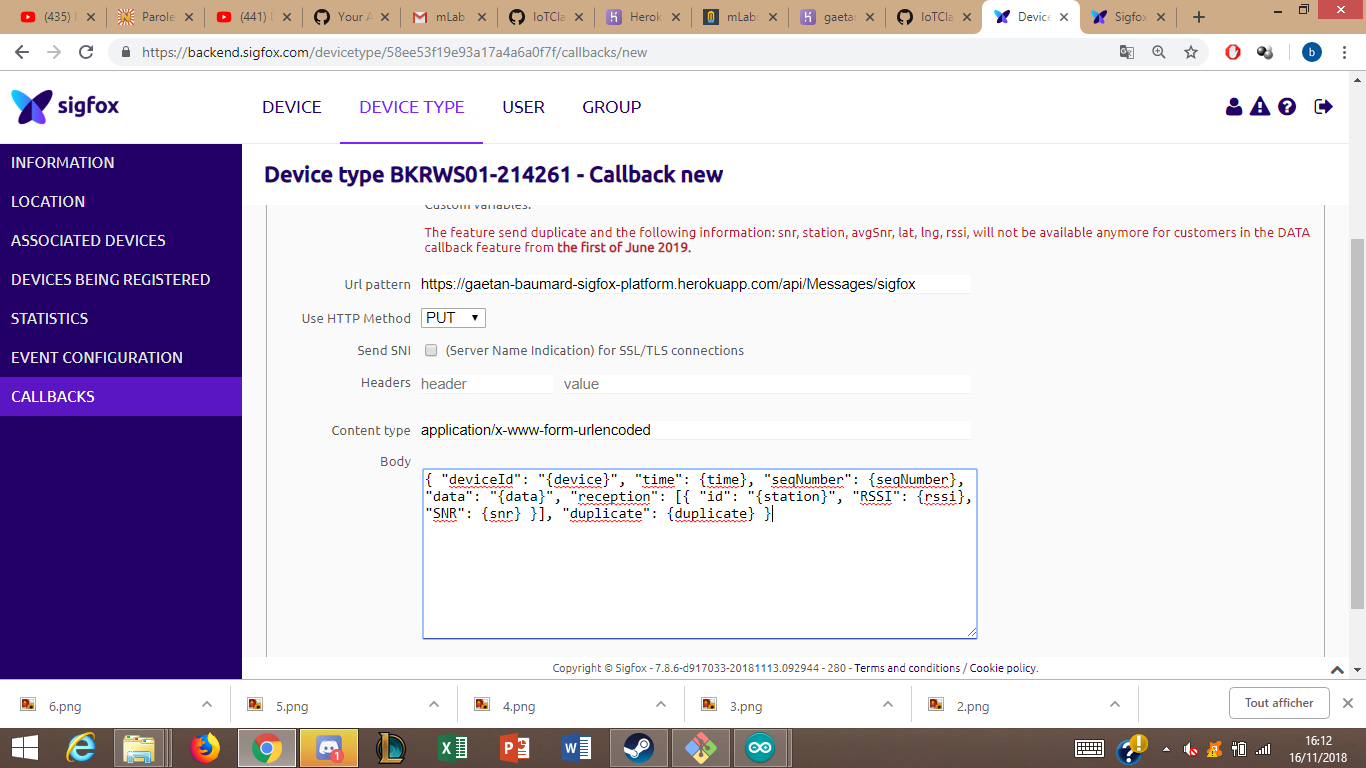 (435) I
Parole
(441) L
Your A
mLab
IoTCla
Herok
mLab:
gaetan
IoTCla
Device
Sigfox
https://backend.sigfox.com/devicetype/58ee53f19e93a17a4a6a0f7f/callbacks/new
b
sigfox
DEVICE DEVICE TYPE USER GROUP
INFORMATION
LOCATION
ASSOCIATED DEVICES
DEVICES BEING REGISTERED
STATISTICS
EVENT CONFIGURATION
CALLBACKS
Device type BKRWS01-214261 - Callback new
Custom variables:
The feature send duplicate and the following information: snr, station, avgSnr, lat, lng, rssi, will not be available anymore for customers in the DATA
callback feature from the first of June 2019.
Url pattern https://gaetan-baumard-sigfox-platform.herokuapp.com/api/Messages/sigfox
Use HTTP Method PUT
Send SNI (Server Name Indication) for SSL/TLS connections
Headers header value
Content type application/x-www-form-urlencoded
Body
{ "deviceId": "{device}", "time": {time}, "seqNumber": {seqNumber},
"data": "{data}", "reception": [{ "id": "{station}", "RSSI": {rssi},
"SNR": {snr} }], "duplicate": {duplicate} }
Copyright © Sigfox - 7.8.6-d917033-20181113.092944 - 280 - Terms and conditions / Cookie policy.
6.png
5.png
4.png
3.png
2.png
Tout afficher
1
16:12
16/11/2018